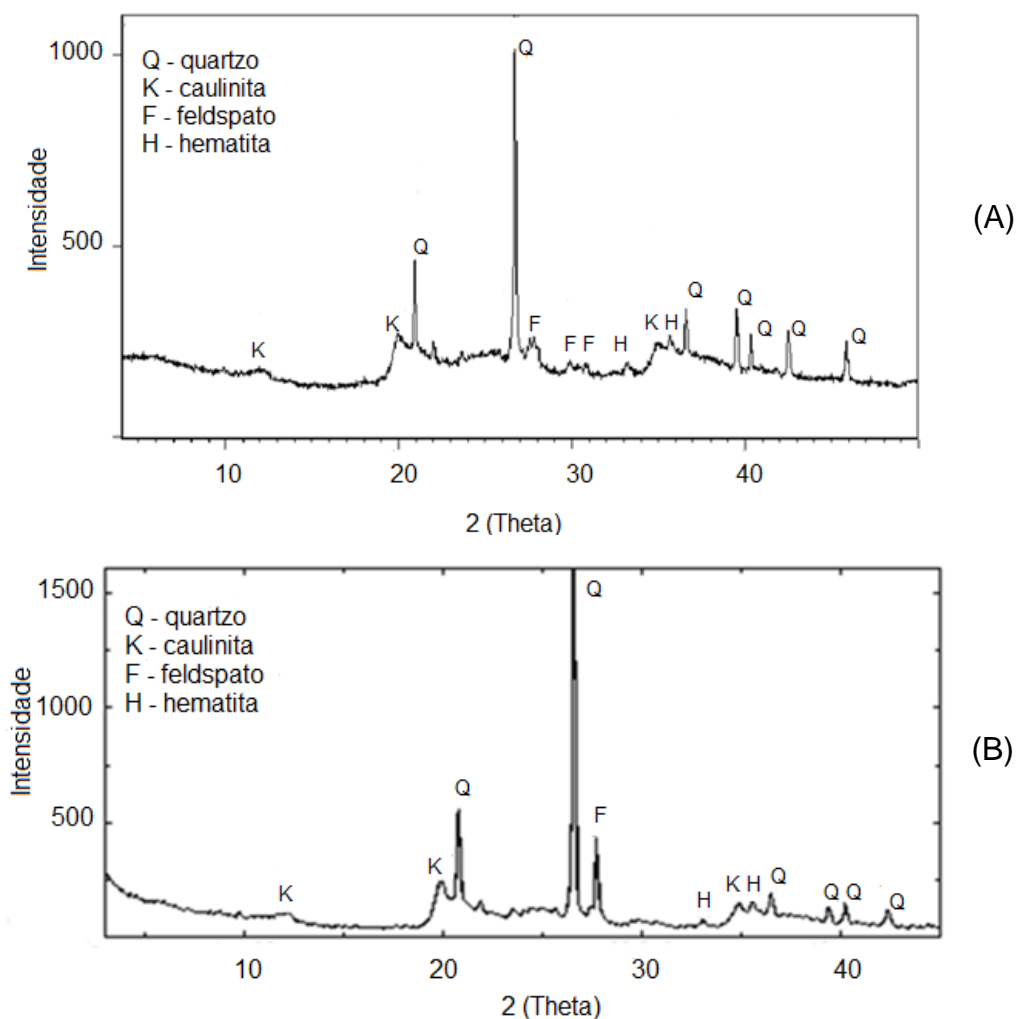 1000
500
Intensidade
Q - quartzo
K - caulinita
F - feldspato
H - hematita
K
K
Q
Q
F
F
F
H
K
H
Q
Q
Q
Q
Q
10
20
30
40
2 (Theta)
(A)
1500
1000
500
Intensidade
Q - quartzo
K - caulinita
F - feldspato
H - hematita
K
K
Q
Q
F
H
K
H
Q
Q
Q
Q
10
20
30
40
2 (Theta)
(B)